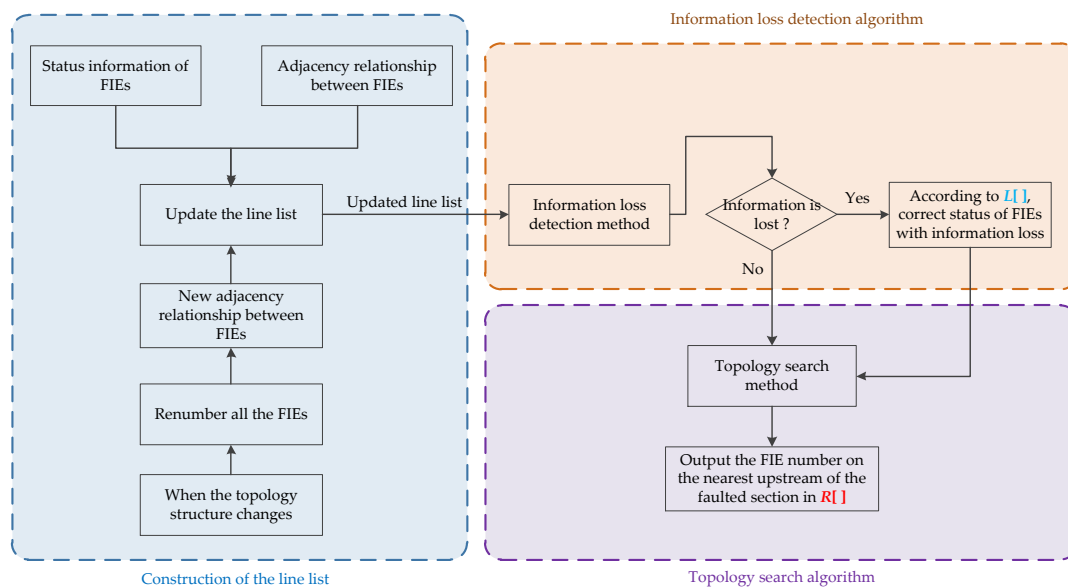 Information loss detection algorithm
Status information of
FIEs
Adjacency relationship
between FIEs
Update the line list
Updated line list
New adjacency
relationship between
FIEs
Renumber all the FIEs
When the topology
structure changes
Construction of the line list
Information loss
detection method
Information is
lost ?
Yes
No
According to L[ ],
correct status of FIEs
with information loss
Topology search
method
Output the FIE number on
the nearest upstream of the
faulted section in R[ ]
Topology search algorithm